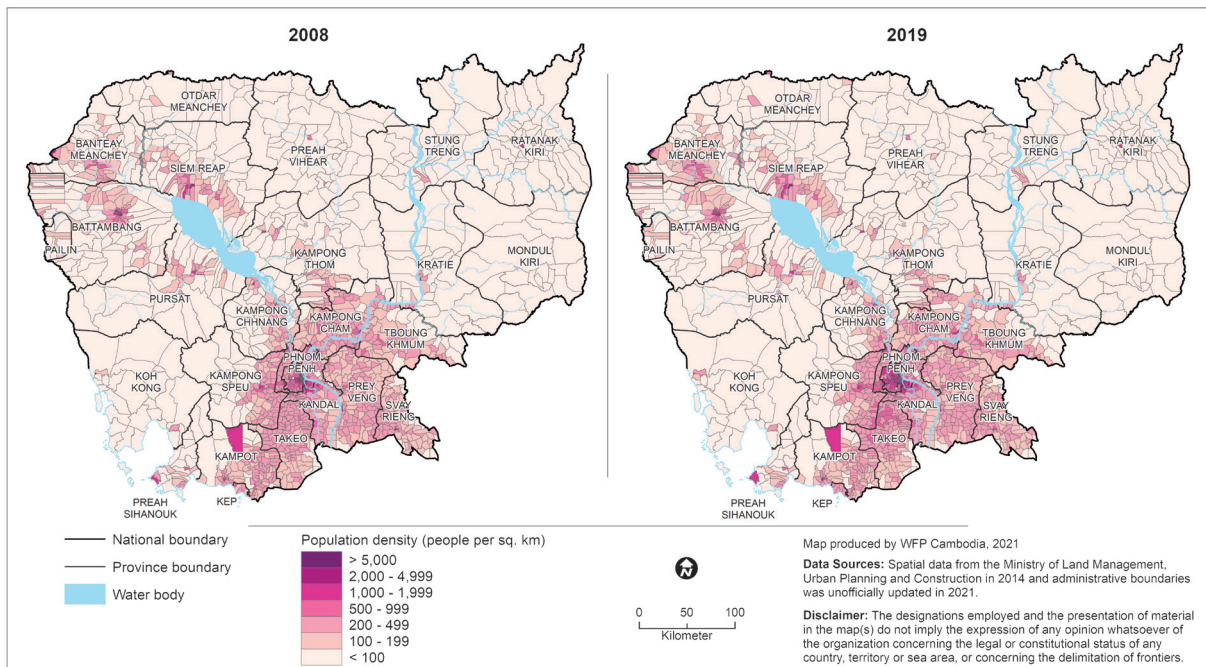 2008
OTDAR
MEANCHEY
BANTEAY
MEANCHEY
SIEM REAP
PREAH
VIHEAR
STUNG
TRENG
RATANAK
KIRI
BATTAMBANG
PAILIN
KAMPONG
THOM
KRATIE
MONDUL
KIRI
PURSAT
KAMPONG
CHHNANG
KAMPONG
CHAM
TBOUNG
KHMUM
PHNOM
PENH
KOH
KONG
KAMPONG
SPEU
PREY
VENG
KANDAL
SVAY
RIENG
TAKEO
KAMPOT
PREAH
SIHANOUK
KEP
2019
OTDAR
MEANCHEY
BANTEAY
MEANCHEY
SIEM REAP
PREAH
VIHEAR
STUNG
TRENG
RATANAK
KIRI
BATTAMBANG
PAILIN
KAMPONG
THOM
KRATIE
MONDUL
KIRI
PURSAT
KAMPONG
CHHNANG
KAMPONG
CHAM
TBOUNG
KHMUM
PHNOM
PENH
KOH
KONG
KAMPONG
SPEU
PREY
VENG
KANDAL
SVAY
RIENG
TAKEO
KAMPOT
PREAH
SIHANOUK
KEP
National boundary
Province boundary
Water body
Population density (people per sq. km)
> 5,000
2,000 - 4,999
1,000 - 1,999
500 - 999
200 - 499
100 - 199
< 100
N
0 50 100
Kilometer
Map produced by WFP Cambodia, 2021
Data Sources: Spatial data from the Ministry of Land Management,
Urban Planning and Construction in 2014 and administrative boundaries
was unofficially updated in 2021.
Disclaimer: The designations employed and the presentation of material
in the map(s) do not imply the expression of any opinion whatsoever of
the organization concerning the legal or constitutional status of any
country, territory or sea area, or concerning the delimitation of frontiers.